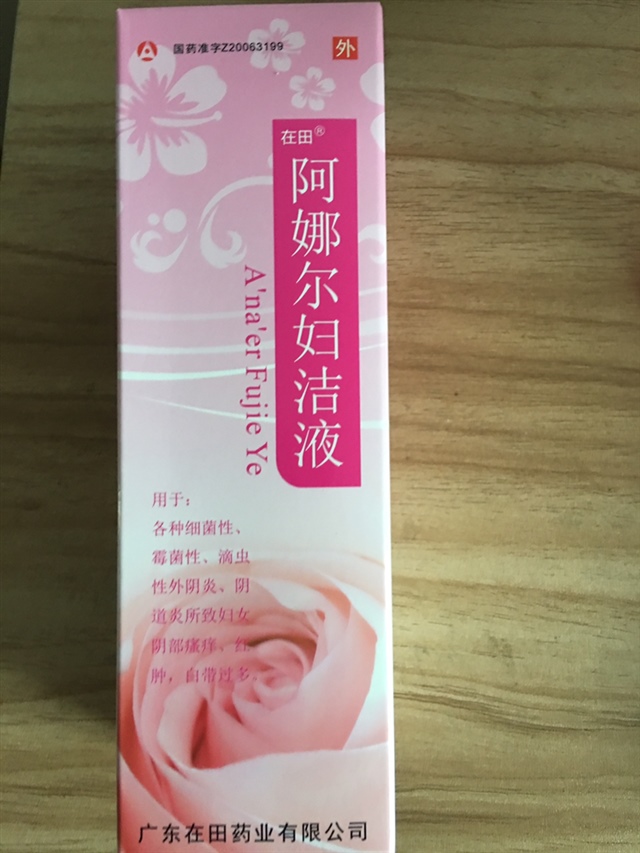 国药准字Z20063199
外
在田®
阿娜尔妇洁液
A'na'er Fujie Ye
用于：
各种细菌性、
霉菌性、滴虫
性外阴炎、阴
道炎所致妇女
阴部瘙痒、红
肿，白带过多。
广东在田药业有限公司